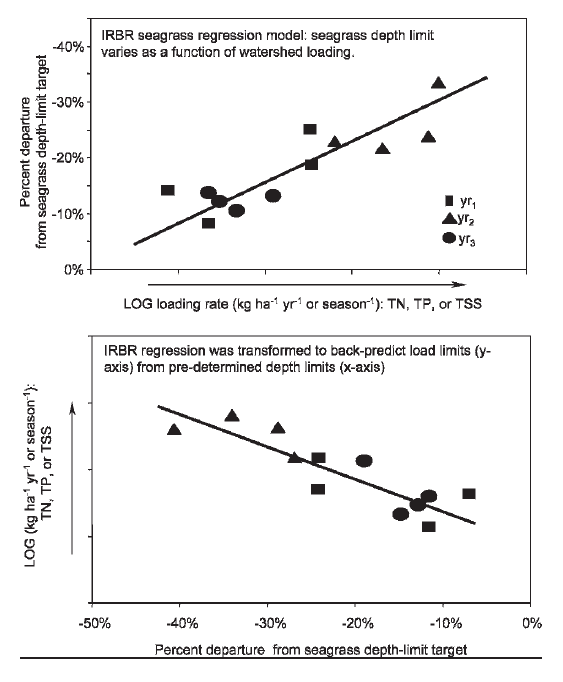 IRBR seagrass regression model: seagrass depth limit
varies as a function of watershed loading.
Percent departure
from seagrass depth-limit target
-40%
-30%
-20%
-10%
0%
yr1
yr2
yr3
LOG loading rate (kg ha-1 yr-1 or season-1): TN, TP, or TSS
IRBR regression was transformed to back-predict load limits (y-
axis) from pre-determined depth limits (x-axis)
LOG (kg ha-1 yr-1 or season-1):
TN, TP, or TSS
-50%
-40%
-30%
-20%
-10%
0%
Percent departure from seagrass depth-limit target